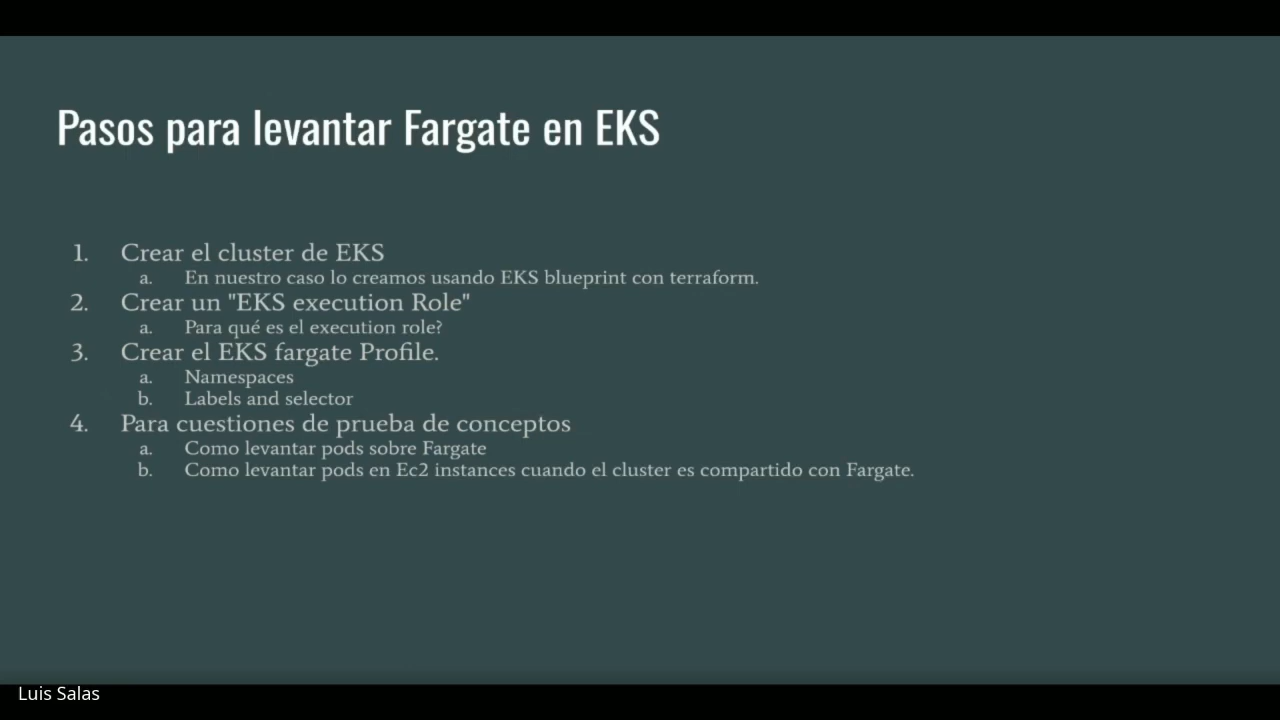 Pasos para levantar Fargate en EKS
1. Crear el cluster de EKS
a. En nuestro caso lo creamos usando EKS blueprint con terraform.
2. Crear un "EKS execution Role"
a. Para qué es el execution role?
3. Crear el EKS fargate Profile.
a. Namespaces
b. Labels and selector
4. Para cuestiones de prueba de conceptos
a. Como levantar pods sobre Fargate
b. Como levantar pods en Ec2 instances cuando el cluster es compartido con Fargate.
Luis Salas